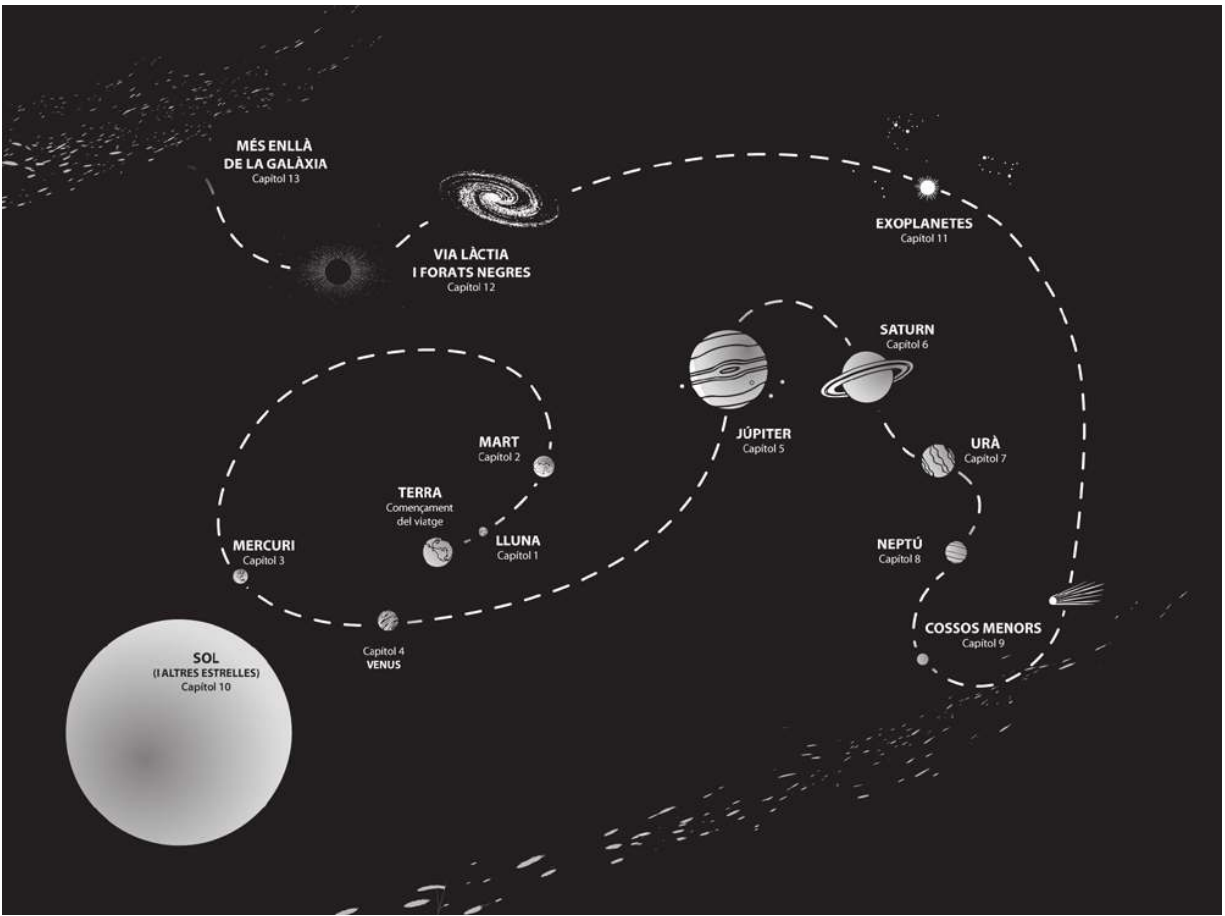 MÉS ENLLÀ
DE LA GALÀXIA
Capítol 13
VIA LÀCTIA
I FORATS NEGRES
Capítol 12
EXOPLANETES
Capítol 11
SATURN
Capítol 6
JÚPITER
Capítol 5
URÀ
Capítol 7
MART
Capítol 2
TERRA
Començament
del viatge
LLUNA
Capítol 1
MERCURI
Capítol 3
NEPTÚ
Capítol 8
COSSOS MENORS
Capítol 9
Capítol 4
VENUS
SOL
(I ALTRES ESTRELLES)
Capítol 10